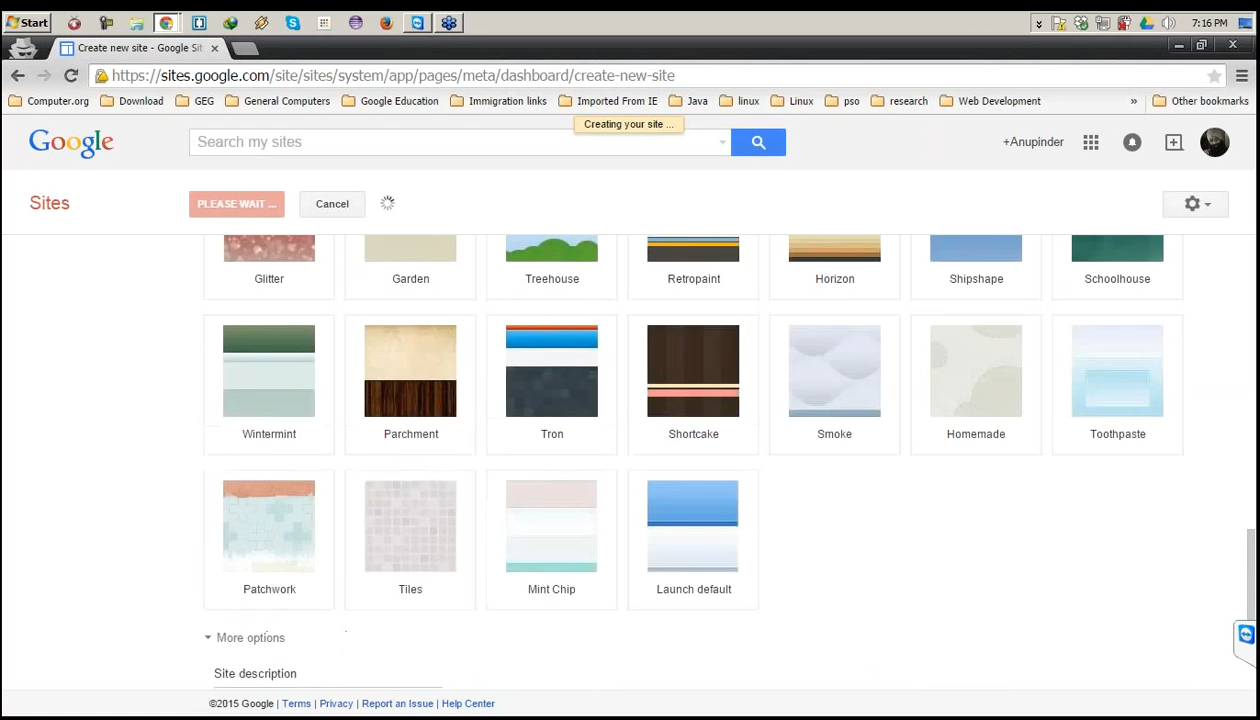 Start
7:16 PM
Create new site - Google Sit
https://sites.google.com/site/sites/system/app/pages/meta/dashboard/create-new-site
Computer.org Download GEG General Computers Google Education Immigration links Imported From IE Java linux Linux pso research Web Development » Other bookmarks
Creating your site ...
Google Search my sites +Anupinder
Sites PLEASE WAIT ... Cancel
Glitter Garden Treehouse Retropaint Horizon Shipshape Schoolhouse
Wintermint Parchment Tron Shortcake Smoke Homemade Toothpaste
Patchwork Tiles Mint Chip Launch default
More options
Site description
©2015 Google | Terms | Privacy | Report an Issue | Help Center